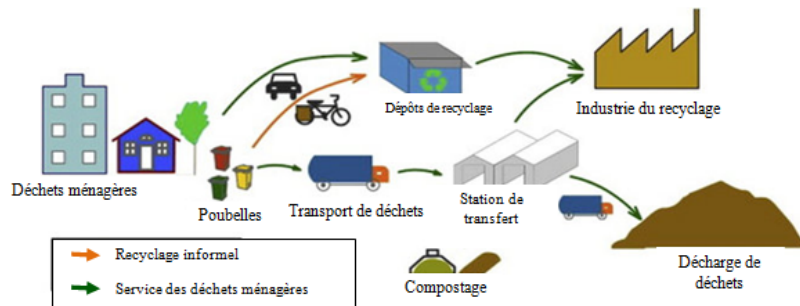 Dépôts de recyclage
Industrie du recyclage
Déchets ménagères
Poubelles
Transport de déchets
Station de
transfert
Décharge de
déchets
Compostage
Recyclage informel
Service des déchets ménagères